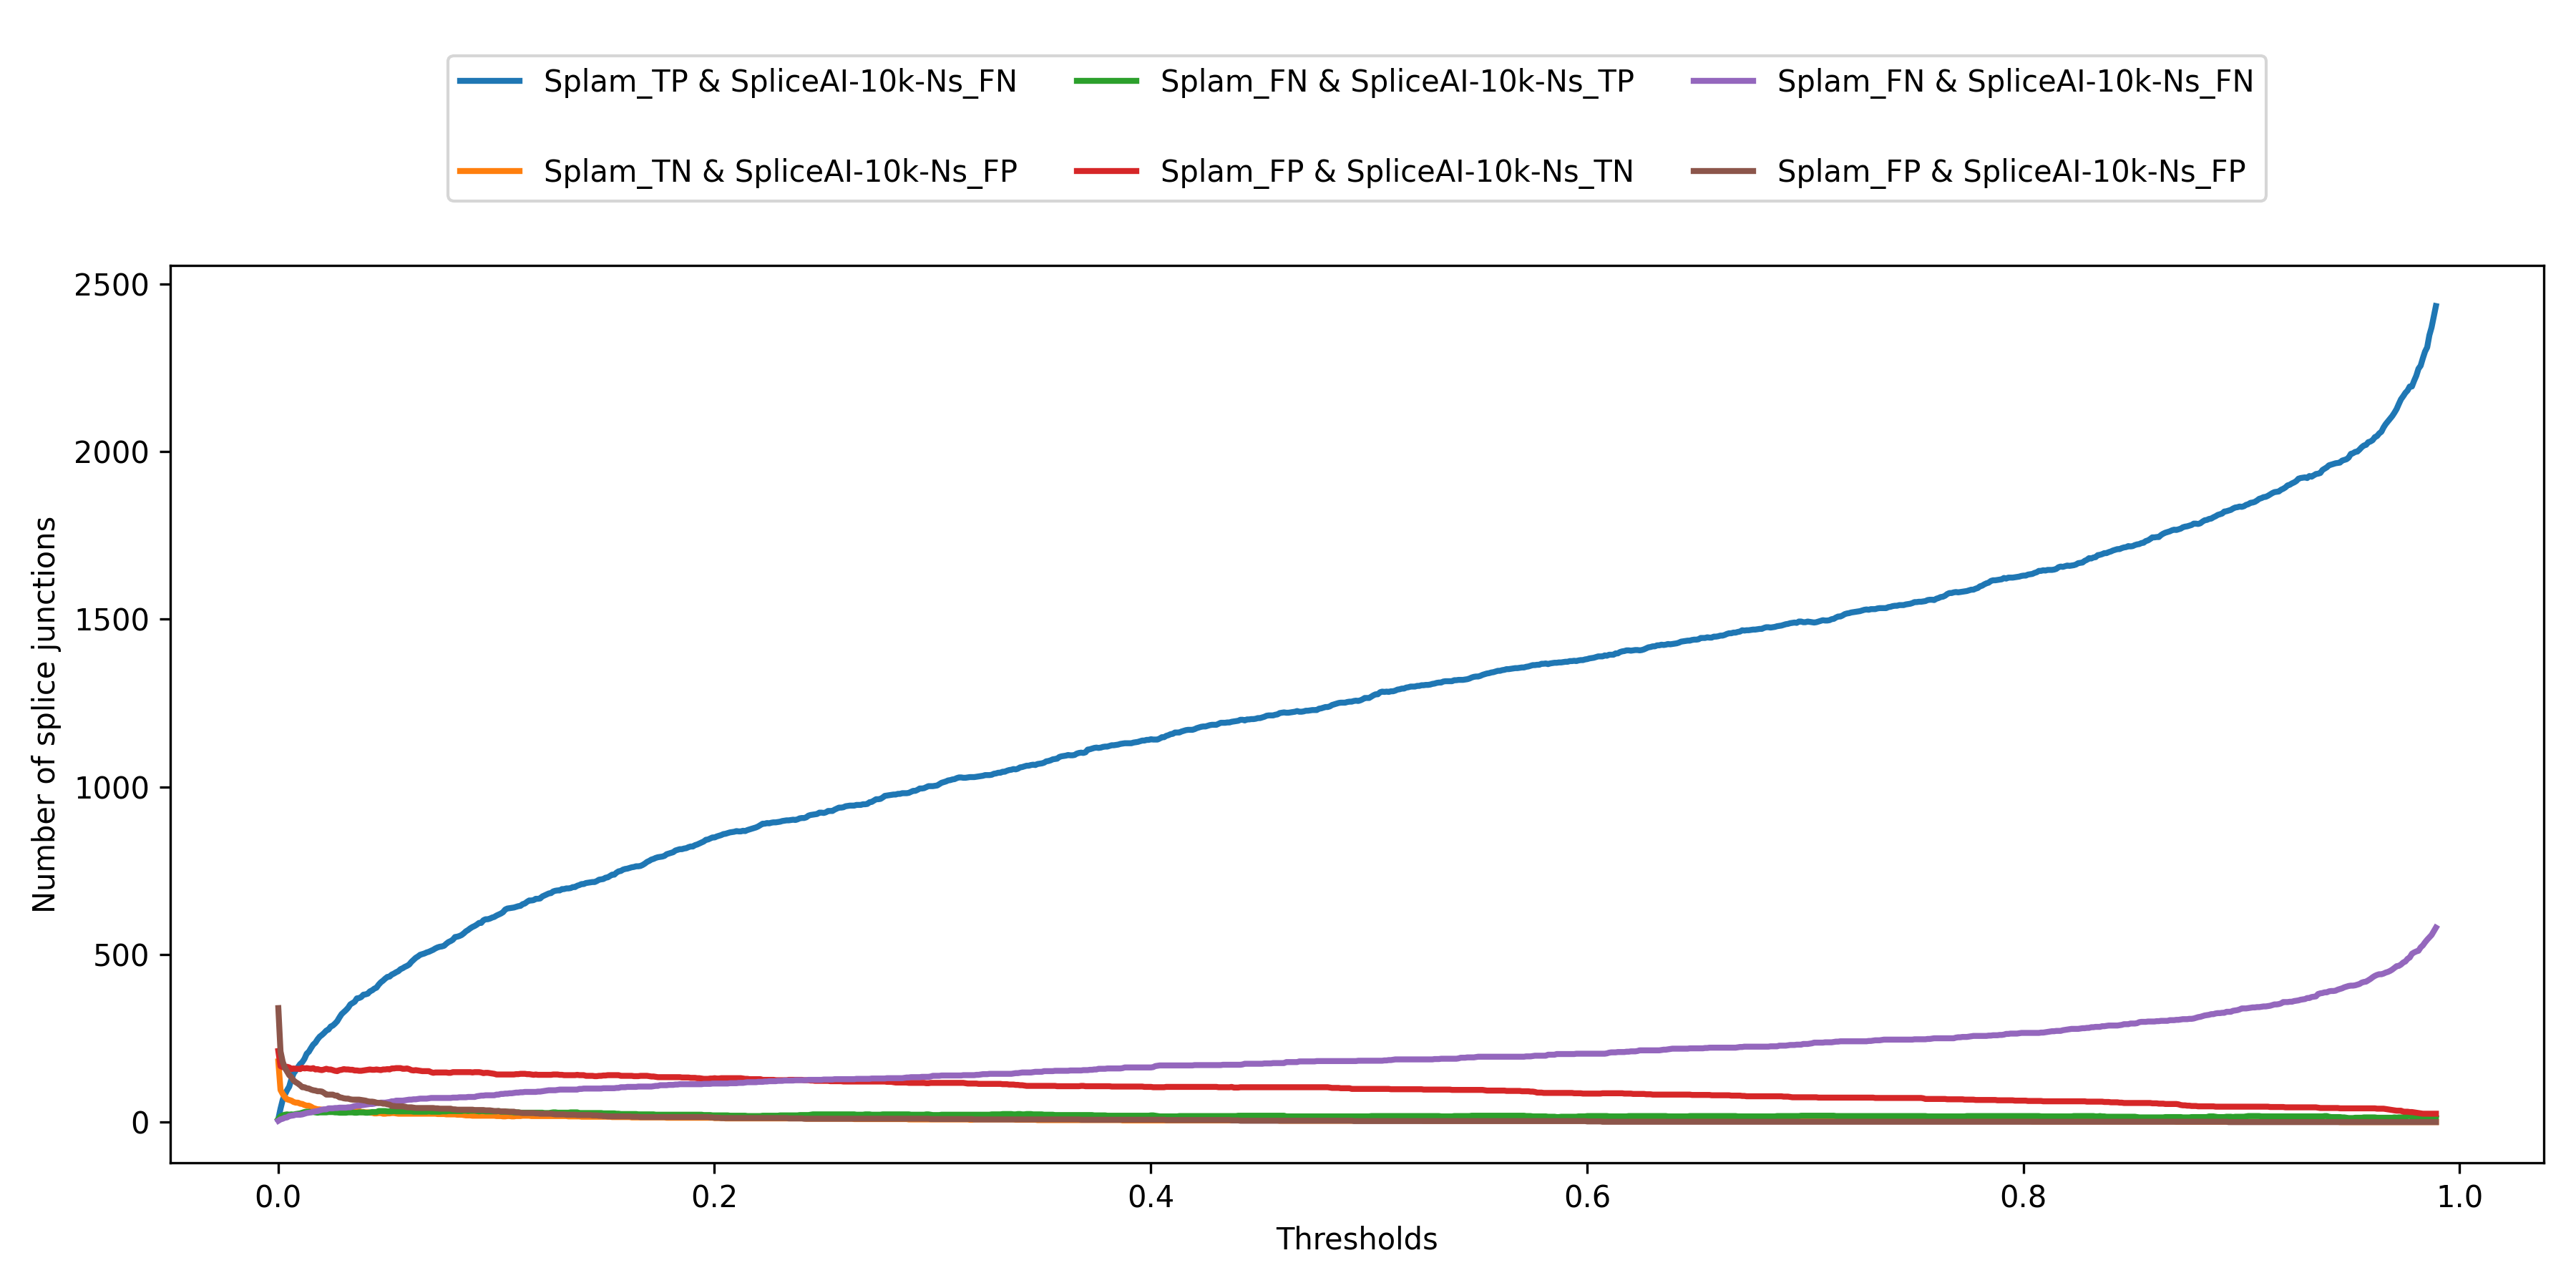 Splam_TP & SpliceAI-10k-Ns_FN
Splam_FN & SpliceAI-10k-Ns_TP
Splam_FN & SpliceAI-10k-Ns_FN
Splam_TN & SpliceAI-10k-Ns_FP
Splam_FP & SpliceAI-10k-Ns_TN
Splam_FP & SpliceAI-10k-Ns_FP
Number of splice junctions
2500
2000
1500
1000
500
0
0.0
0.2
0.4
0.6
0.8
1.0
Thresholds